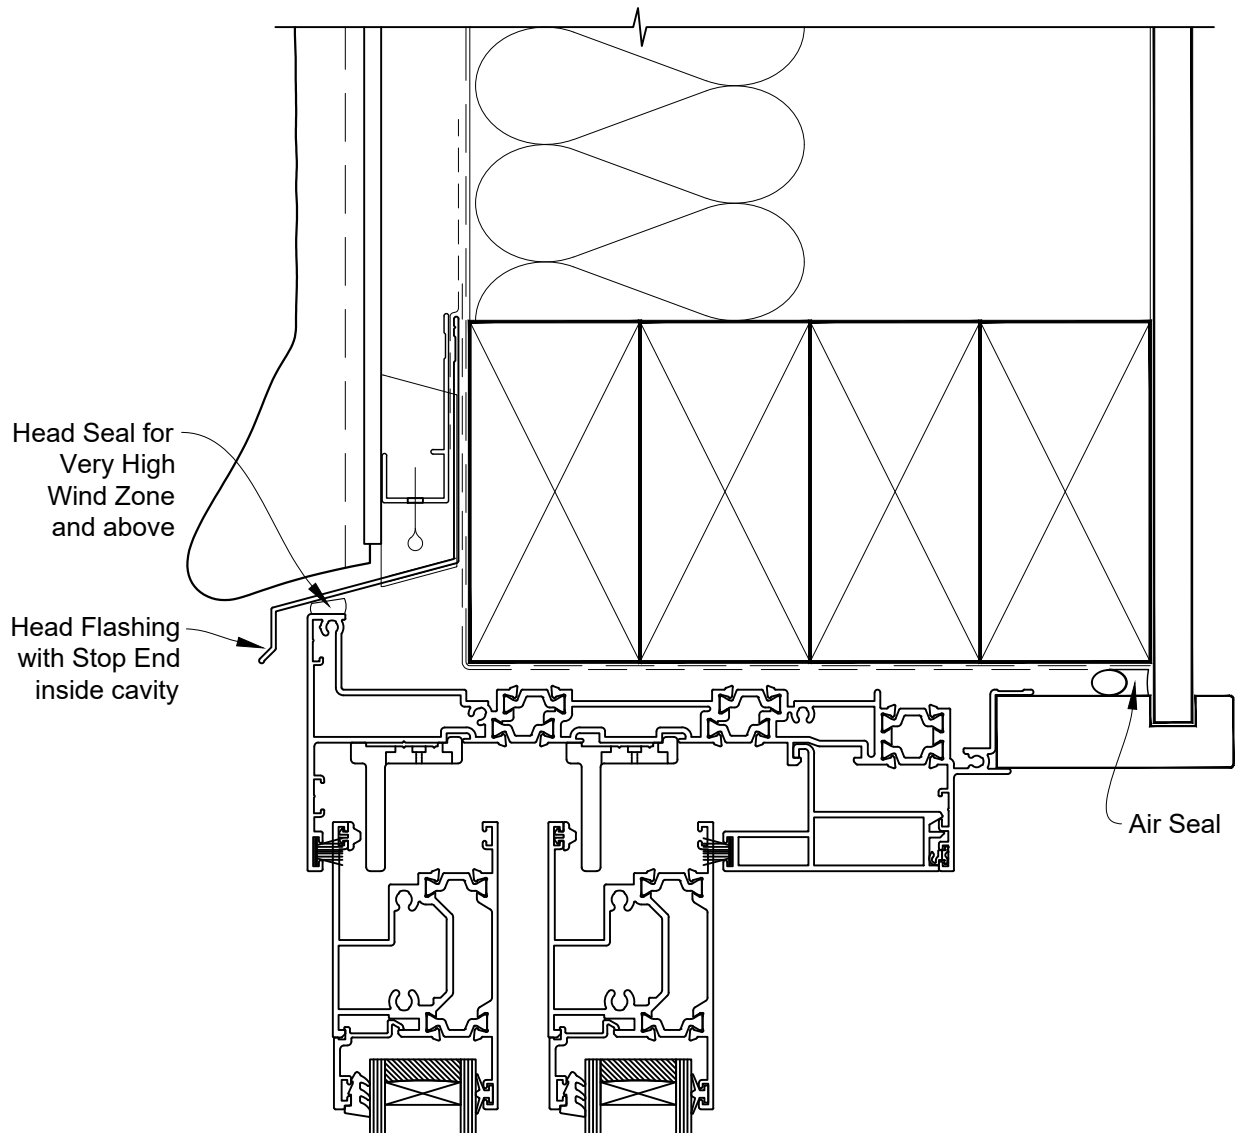 Head Seal for
Very High
Wind Zone
and above
Head Flashing
with Stop End
inside cavity
Air Seal